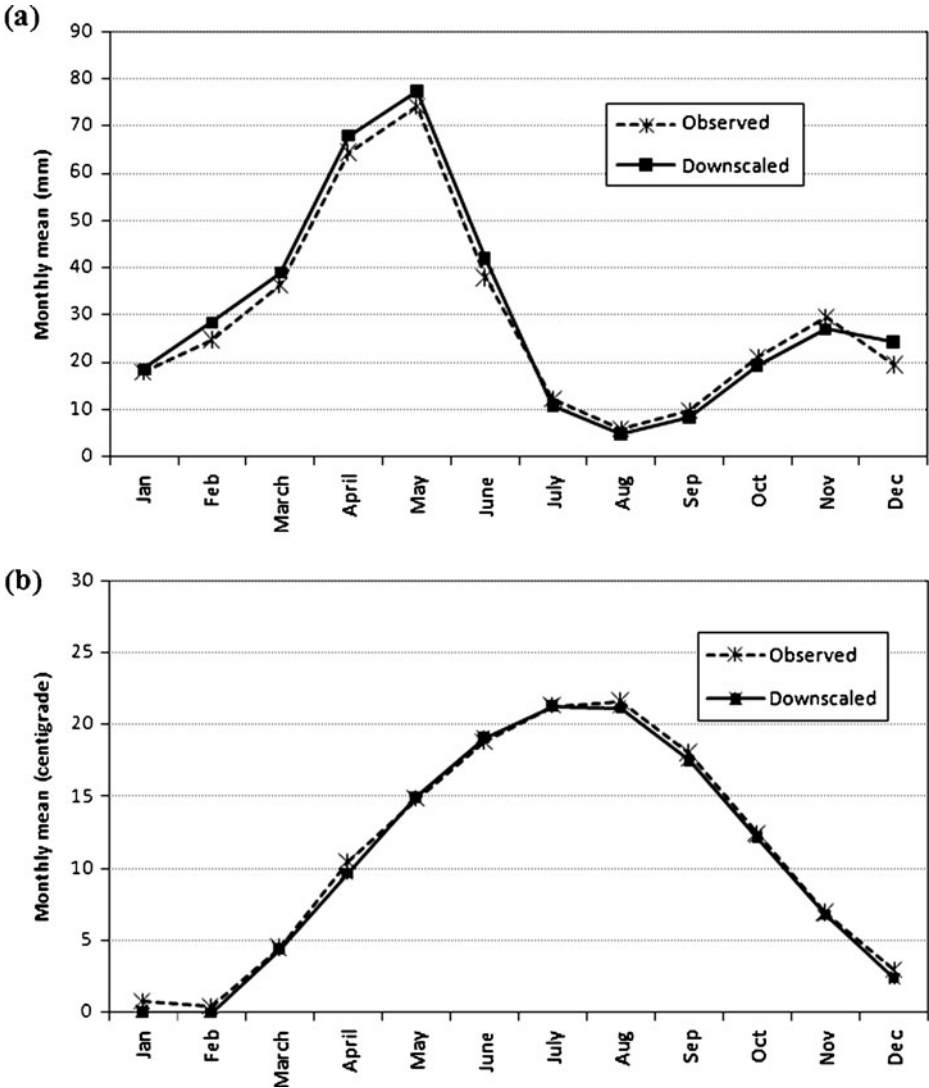 (a)
90
80
70
60
50
40
30
20
10
0
Monthly mean (mm)
Observed
Downscaled
Jan
Feb
March
April
May
June
July
Aug
Sep
Oct
Nov
Dec
(b)
30
25
20
15
10
5
0
Monthly mean (centigrade)
Observed
Downscaled
Jan
Feb
March
April
May
June
July
Aug
Sep
Oct
Nov
Dec